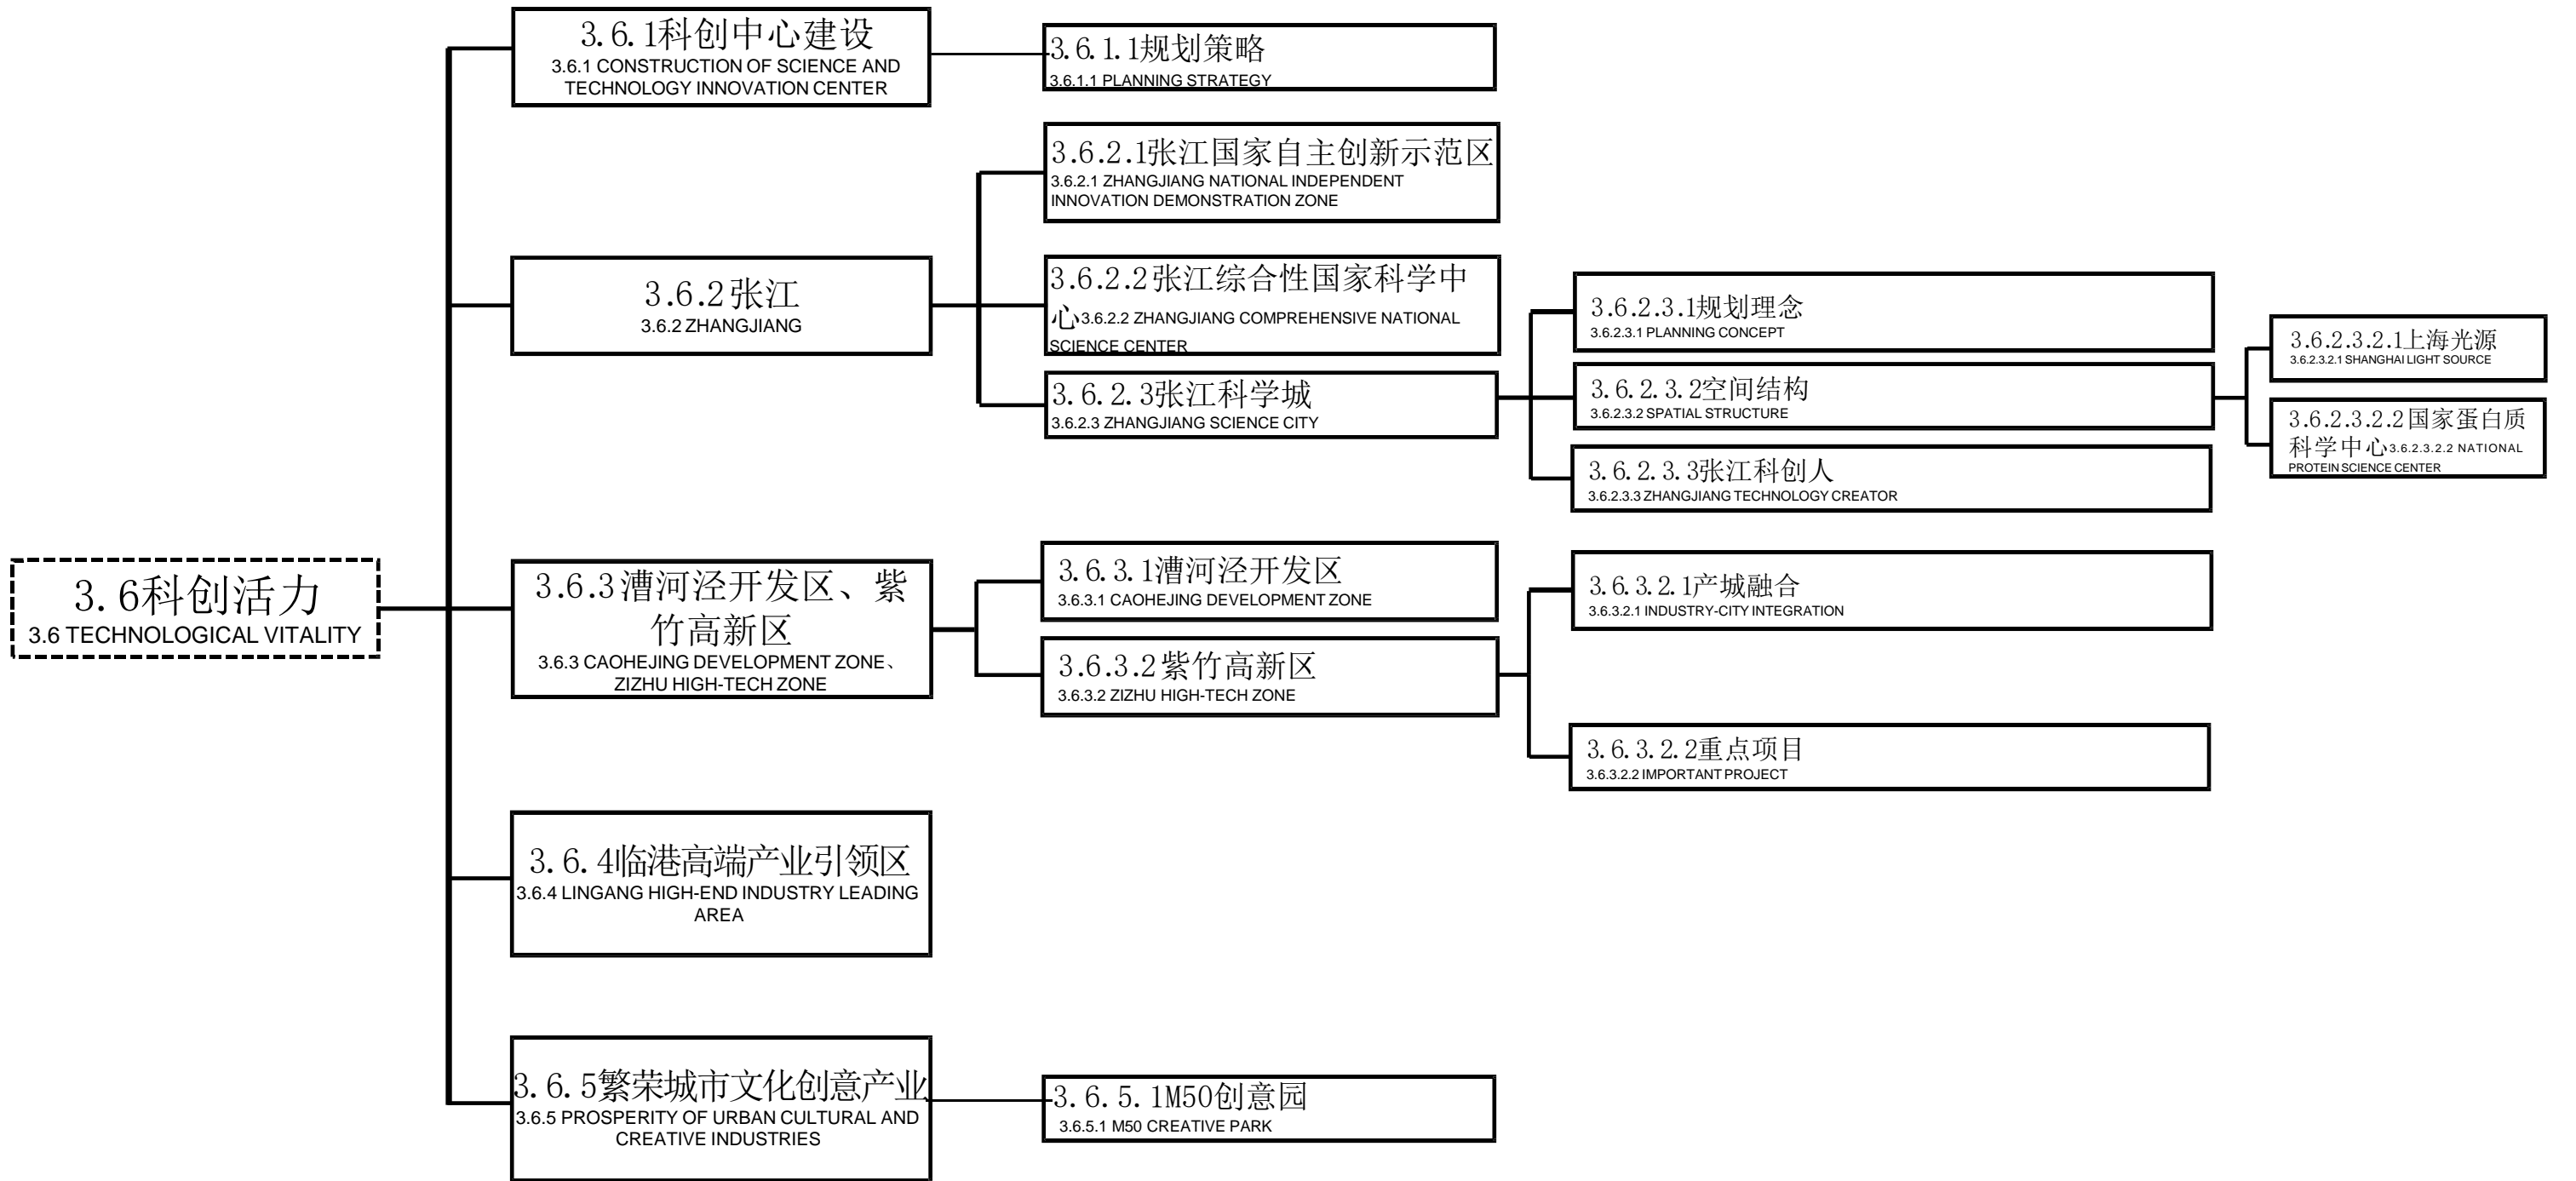 3.6科创活力
3.6 TECHNOLOGICAL VITALITY
3.6.1科创中心建设
3.6.1 CONSTRUCTION OF SCIENCE AND
TECHNOLOGY INNOVATION CENTER
3.6.1.1规划策略
3.6.1.1 PLANNING STRATEGY
3.6.2张江
3.6.2 ZHANGJIANG
3.6.2.1张江国家自主创新示范区
3.6.2.1 ZHANGJIANG NATIONAL INDEPENDENT
INNOVATION DEMONSTRATION ZONE
3.6.2.2张江综合性国家科学中
心3.6.2.2 ZHANGJIANG COMPREHENSIVE NATIONAL
SCIENCE CENTER
3.6.2.3张江科学城
3.6.2.3 ZHANGJIANG SCIENCE CITY
3.6.2.3.1规划理念
3.6.2.3.1 PLANNING CONCEPT
3.6.2.3.2空间结构
3.6.2.3.2 SPATIAL STRUCTURE
3.6.2.3.2.1上海光源
3.6.2.3.2.1 SHANGHAI LIGHT SOURCE
3.6.2.3.2.2国家蛋白质
科学中心3.6.2.3.2.2 NATIONAL
PROTEIN SCIENCE CENTER
3.6.2.3.3张江科创人
3.6.2.3.3 ZHANGJIANG TECHNOLOGY CREATOR
3.6.3漕河泾开发区、紫
竹高新区
3.6.3 CAOHEJING DEVELOPMENT ZONE、
ZIZHU HIGH-TECH ZONE
3.6.3.1漕河泾开发区
3.6.3.1 CAOHEJING DEVELOPMENT ZONE
3.6.3.2紫竹高新区
3.6.3.2 ZIZHU HIGH-TECH ZONE
3.6.3.2.1产城融合
3.6.3.2.1 INDUSTRY-CITY INTEGRATION
3.6.3.2.2重点项目
3.6.3.2.2 IMPORTANT PROJECT
3.6.4临港高端产业引领区
3.6.4 LINGANG HIGH-END INDUSTRY LEADING
AREA
3.6.5繁荣城市文化创意产业
3.6.5 PROSPERITY OF URBAN CULTURAL AND
CREATIVE INDUSTRIES
3.6.5.1M50创意园
3.6.5.1 M50 CREATIVE PARK